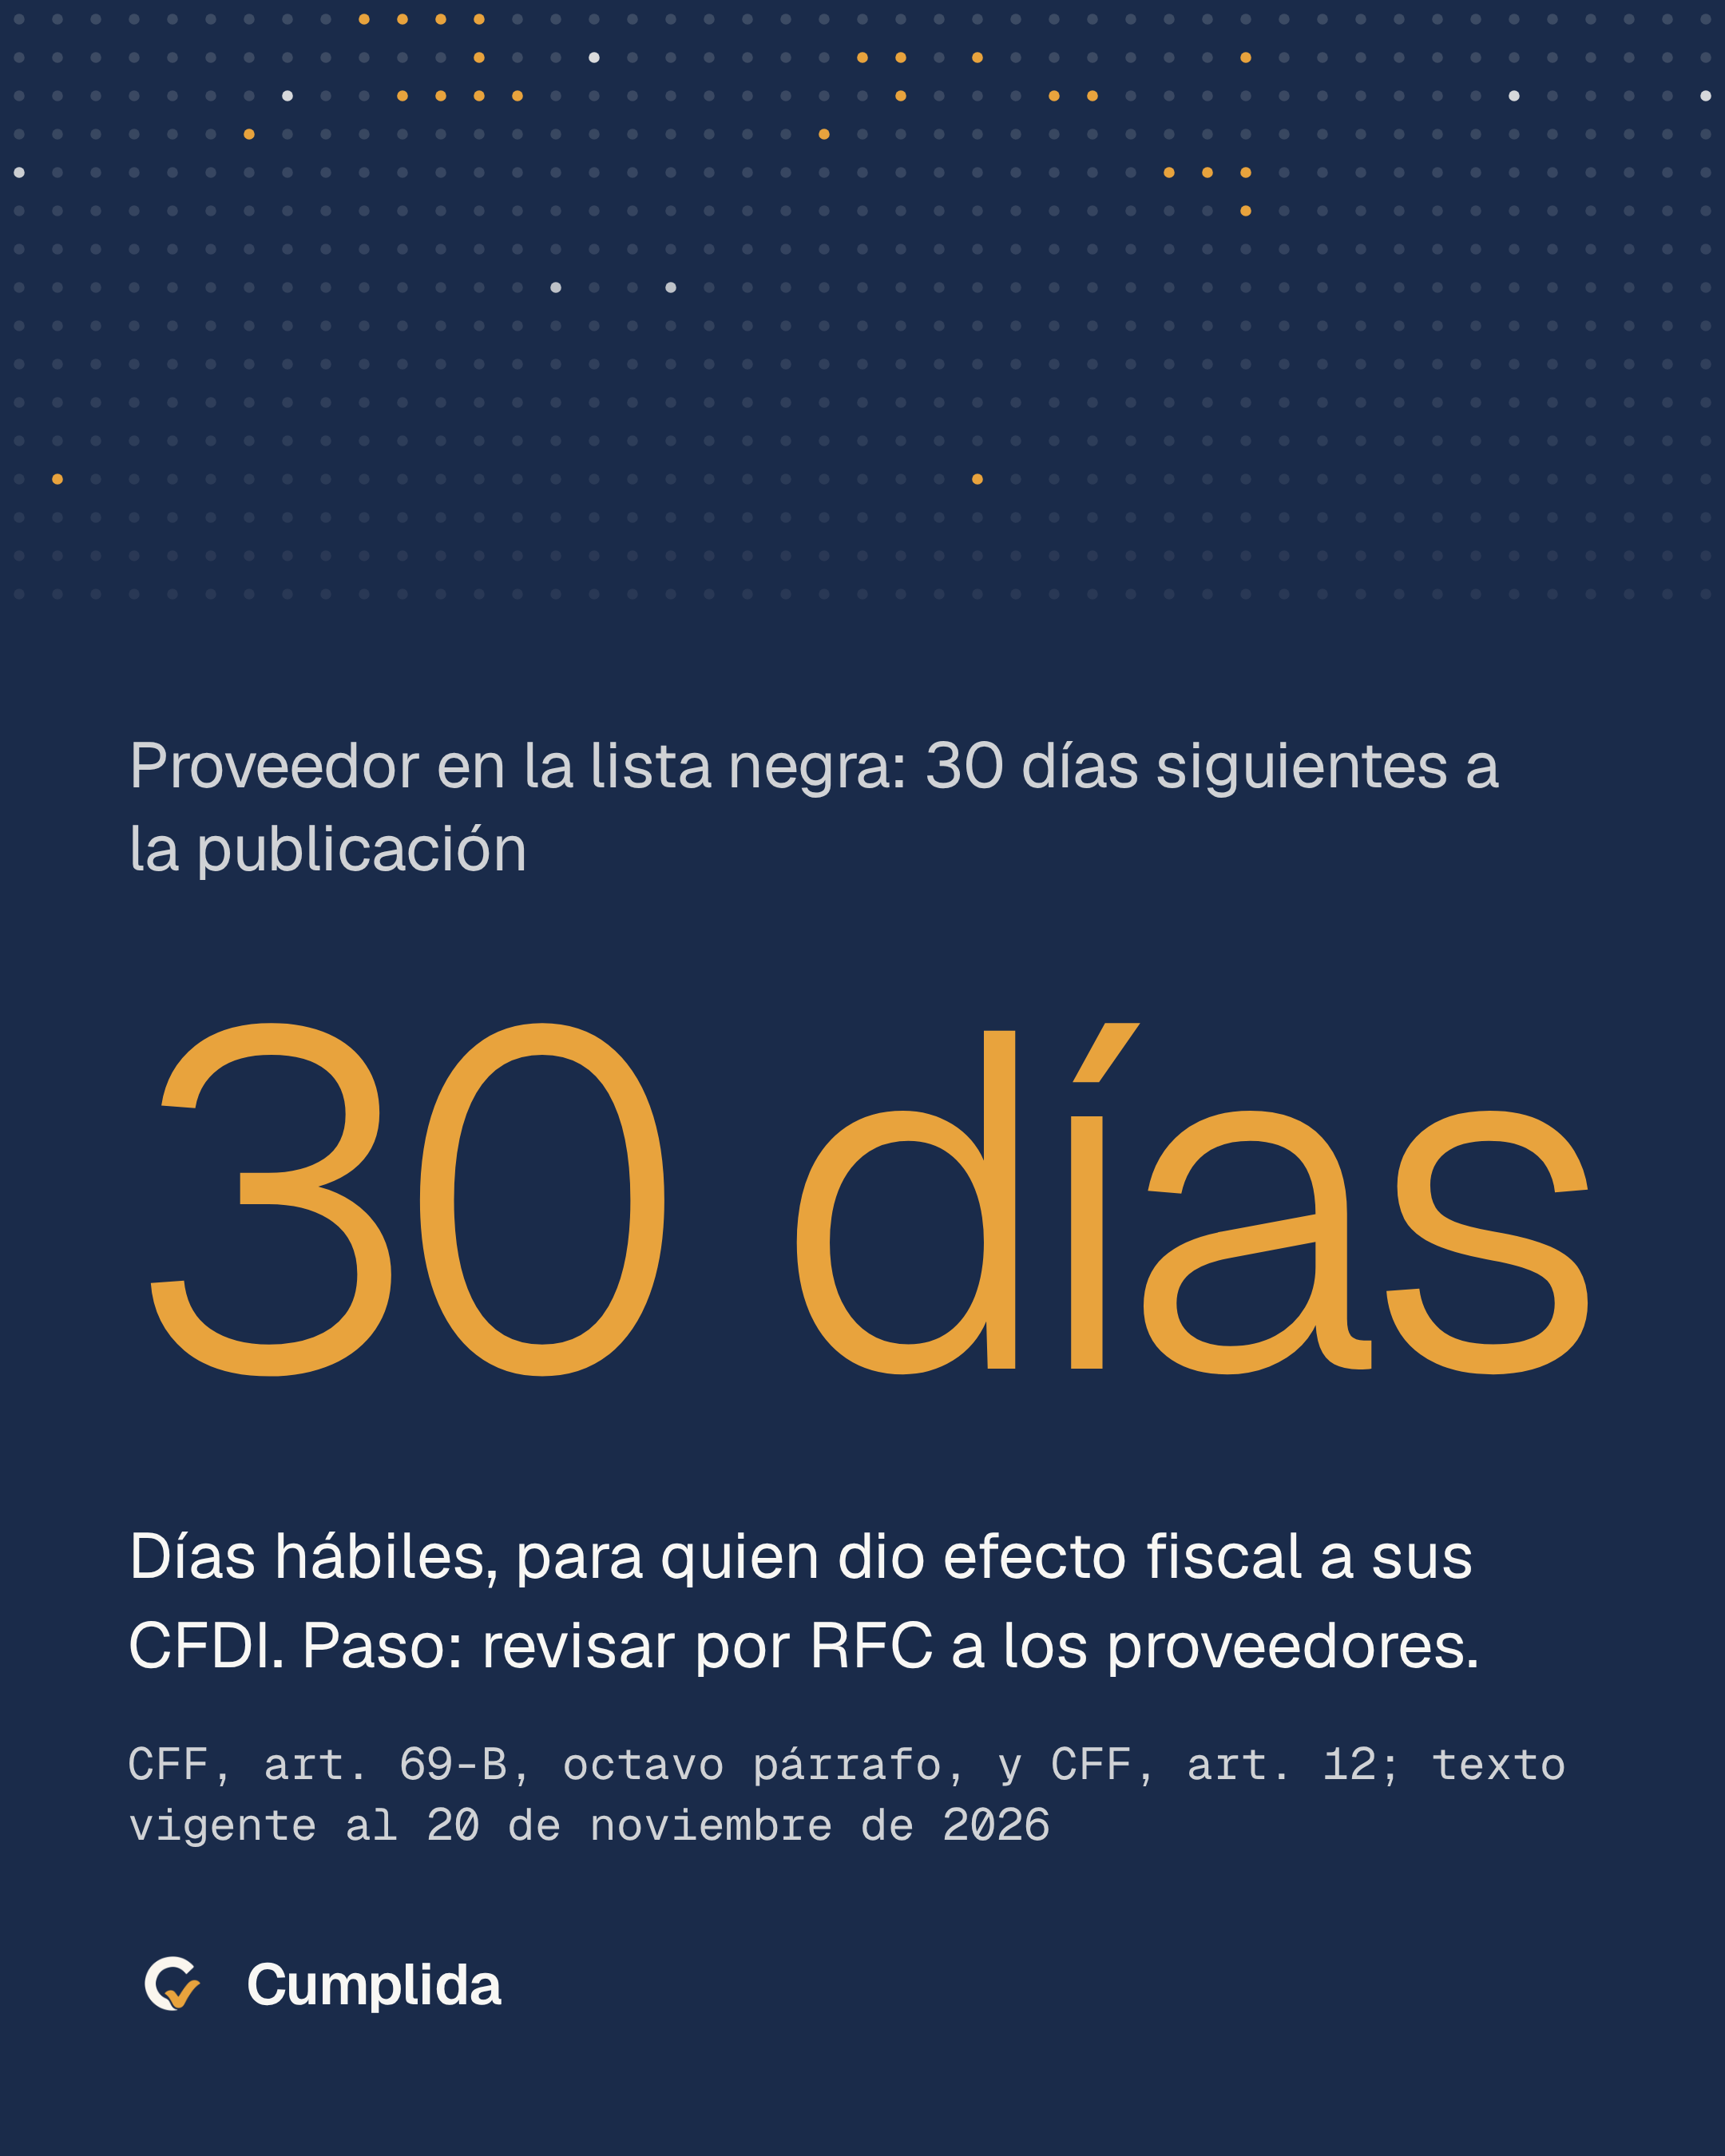 Proveedor en la lista negra: 30 días siguientes a
la publicación
30 días
Días hábiles, para quien dio efecto fiscal a sus
CFDI. Paso: revisar por RFC a los proveedores.
CFF, art. 69-B, octavo párrafo, y CFF, art. 12; texto
vigente al 20 de noviembre de 2026
Cumplida